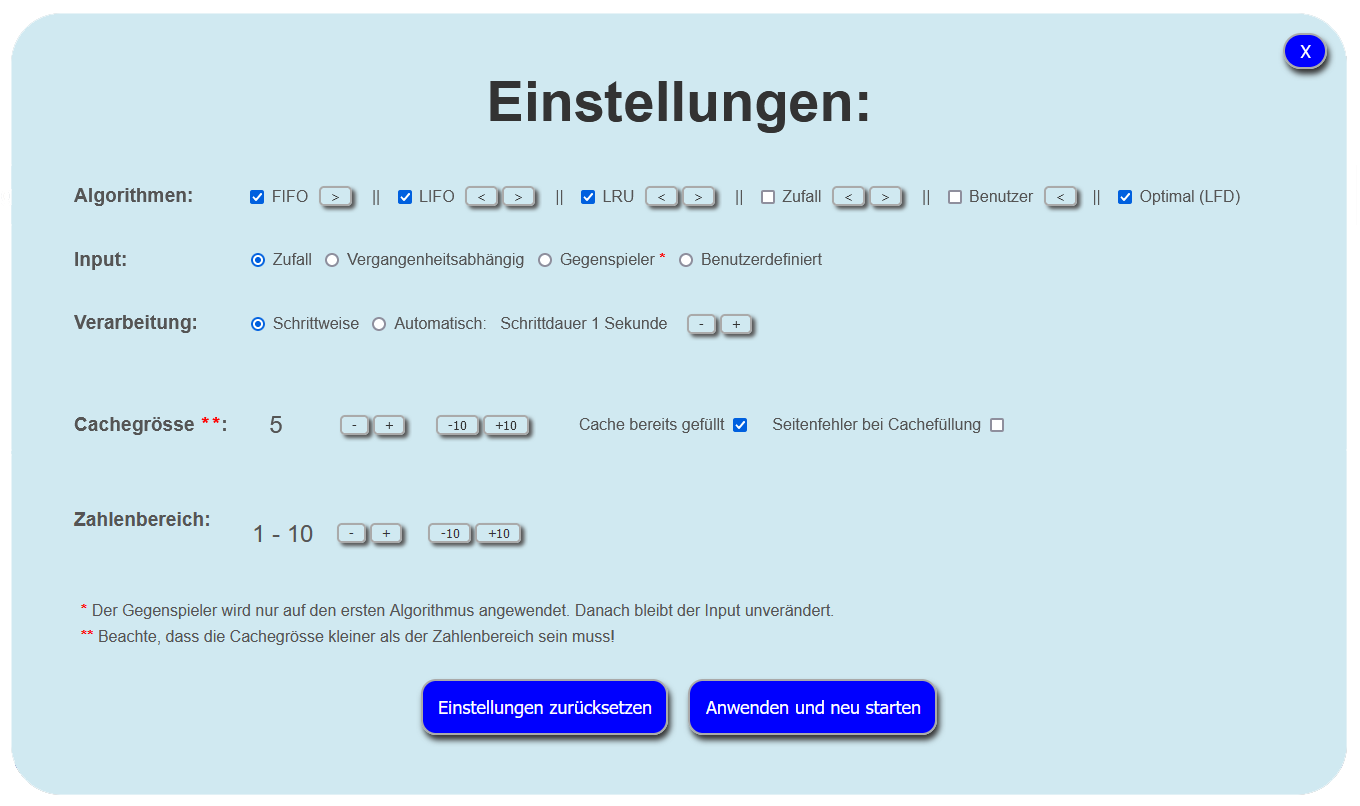 X
Einstellungen:
Algorithmen: FIFO > || LIFO < > || LRU < > || Zufall < > || Benutzer < || Optimal (LFD)
Input: Zufall Vergangenheitsabhängig Gegenspieler * Benutzerdefiniert
Verarbeitung: Schrittweise Automatisch: Schrittdauer 1 Sekunde - +
Cachegrösse **: 5 - + -10 +10 Cache bereits gefüllt Seitenfehler bei Cachefüllung
Zahlenbereich:
1 - 10 - + -10 +10
* Der Gegenspieler wird nur auf den ersten Algorithmus angewendet. Danach bleibt der Input unverändert.
** Beachte, dass die Cachegrösse kleiner als der Zahlenbereich sein muss!
Einstellungen zurücksetzen Anwenden und neu starten